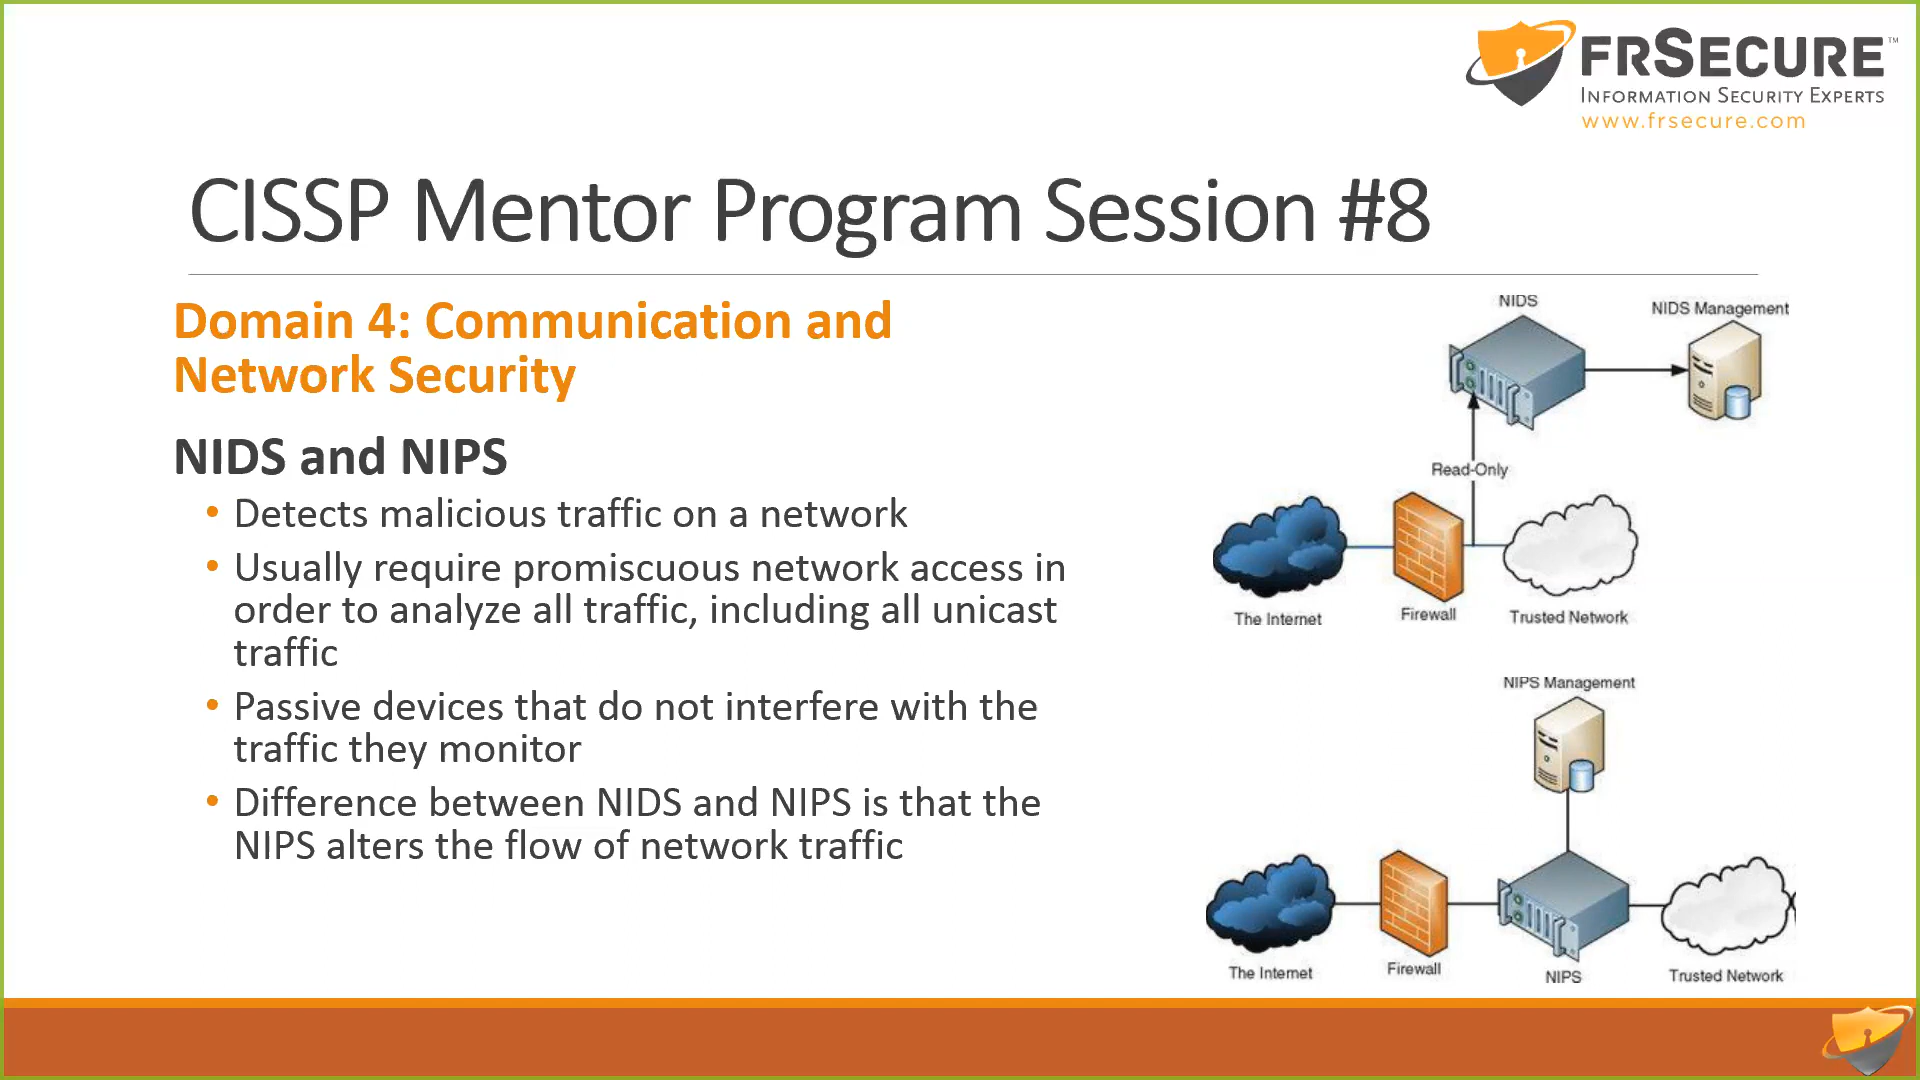 FRSECURE™
INFORMATION SECURITY EXPERTS
www.frsecure.com
CISSP Mentor Program Session #8
Domain 4: Communication and
Network Security
NIDS and NIPS
• Detects malicious traffic on a network
• Usually require promiscuous network access in
order to analyze all traffic, including all unicast
traffic
• Passive devices that do not interfere with the
traffic they monitor
• Difference between NIDS and NIPS is that the
NIPS alters the flow of network traffic
NIDS
NIDS Management
Read-Only
The Internet
Firewall
Trusted Network
NIPS Management
The Internet
Firewall
NIPS
Trusted Network